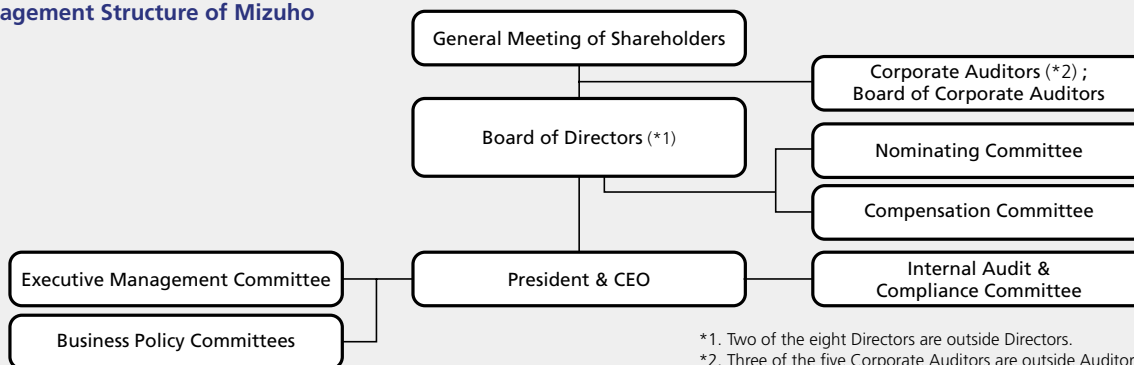 agement Structure of Mizuho
General Meeting of Shareholders
Corporate Auditors (*2) ;
Board of Corporate Auditors
Board of Directors (*1)
Nominating Committee
Compensation Committee
Executive Management Committee
President & CEO
Internal Audit &
Compliance Committee
Business Policy Committees
*1. Two of the eight Directors are outside Directors.
*2. Three of the five Corporate Auditors are outside Auditor